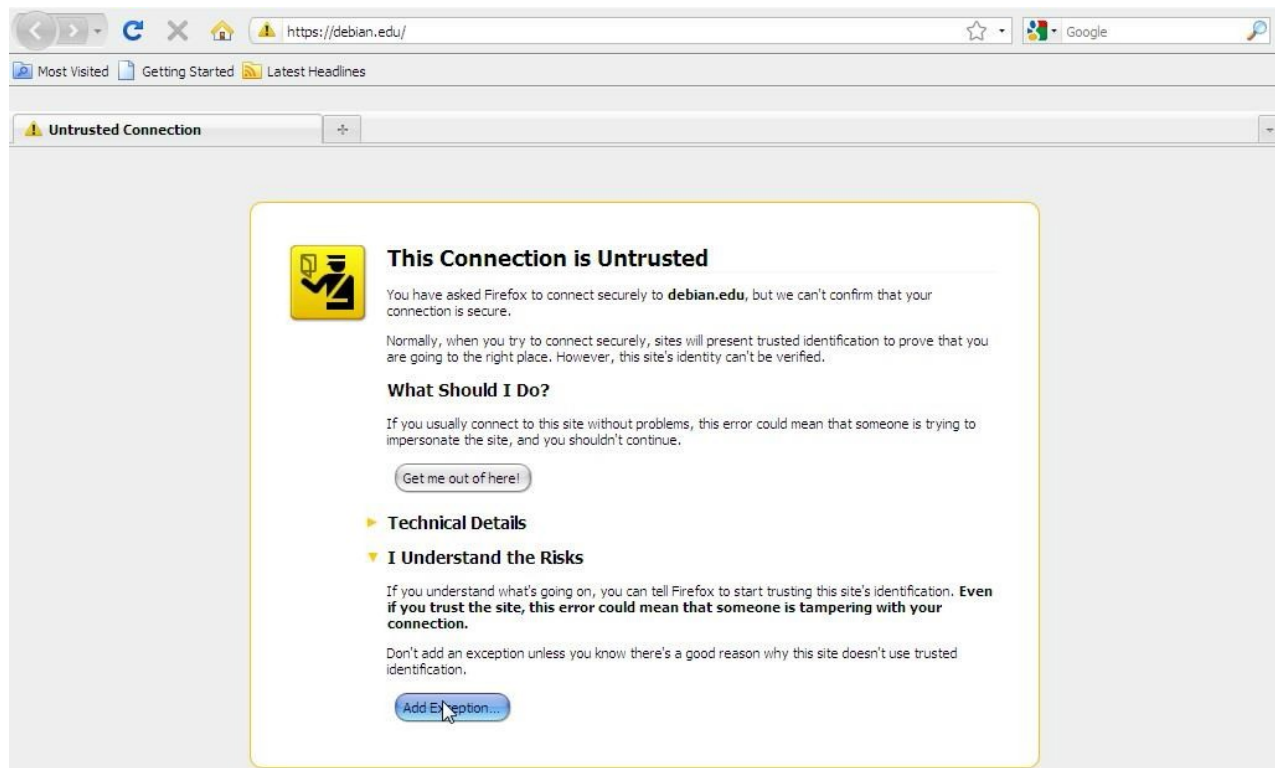 https://debian.edu/
Google
Most Visited Getting Started Latest Headlines
Untrusted Connection
This Connection is Untrusted
You have asked Firefox to connect securely to debian.edu, but we can't confirm that your
connection is secure.
Normally, when you try to connect securely, sites will present trusted identification to prove that you
are going to the right place. However, this site's identity can't be verified.
What Should I Do?
If you usually connect to this site without problems, this error could mean that someone is trying to
impersonate the site, and you shouldn't continue.
Get me out of here!
Technical Details
I Understand the Risks
If you understand what's going on, you can tell Firefox to start trusting this site's identification. Even
if you trust the site, this error could mean that someone is tampering with your
connection.
Don't add an exception unless you know there's a good reason why this site doesn't use trusted
identification.
Add Exception...